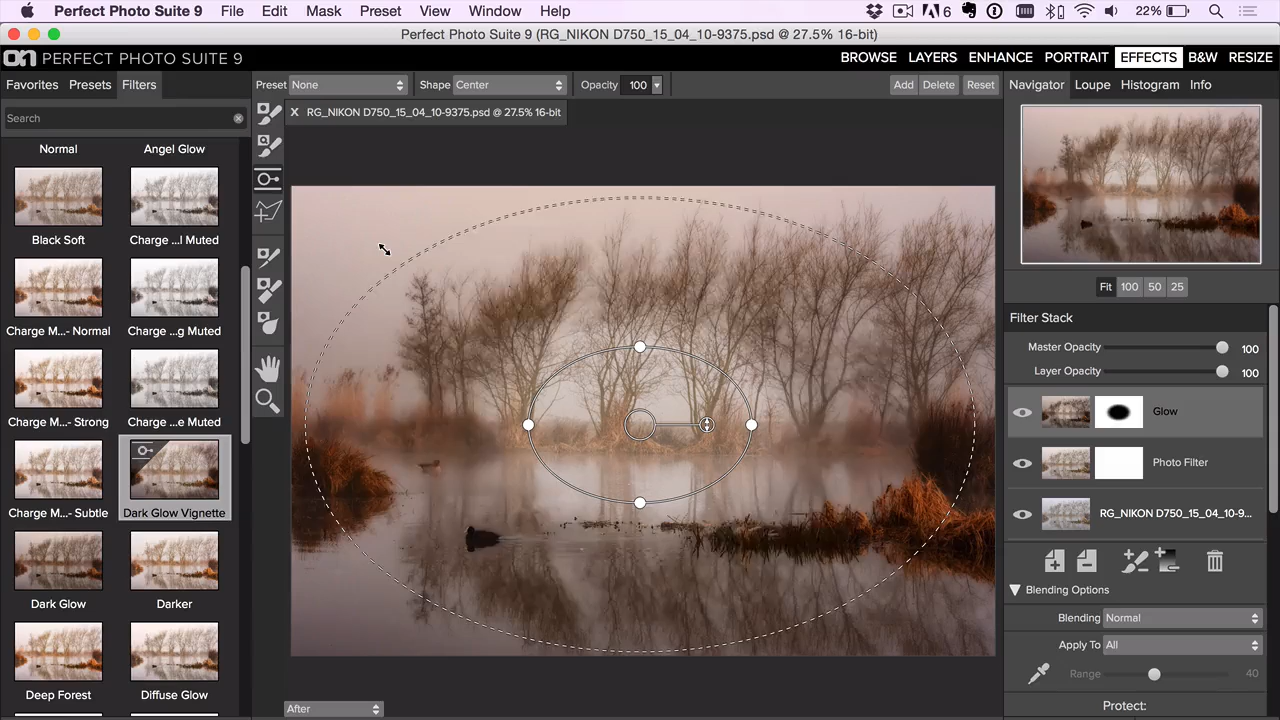 Perfect Photo Suite 9 File Edit Mask Preset View Window Help 6 22%
Perfect Photo Suite 9 (RG_NIKON D750_15_04_10-9375.psd @ 27.5% 16-bit)
on PERFECT PHOTO SUITE 9 BROWSE LAYERS ENHANCE PORTRAIT EFFECTS B&W RESIZE
Favorites Presets Filters Preset None Shape Center Opacity 100 Add Delete Reset Navigator Loupe Histogram Info
Search
X RG_NIKON D750_15_04_10-9375.psd @ 27.5% 16-bit
Normal Angel Glow
Black Soft Charge ...l Muted
Charge M...- Normal Charge ...g Muted
Charge M...- Strong Charge ...e Muted
Charge M...- Subtle Dark Glow Vignette
Dark Glow Darker
Deep Forest Diffuse Glow
After
Fit 100 50 25
Filter Stack
Master Opacity 100
Layer Opacity 100
Glow
Photo Filter
RG_NIKON D750_15_04_10-9...
Blending Options
Blending Normal
Apply To All
Range 40
Protect: